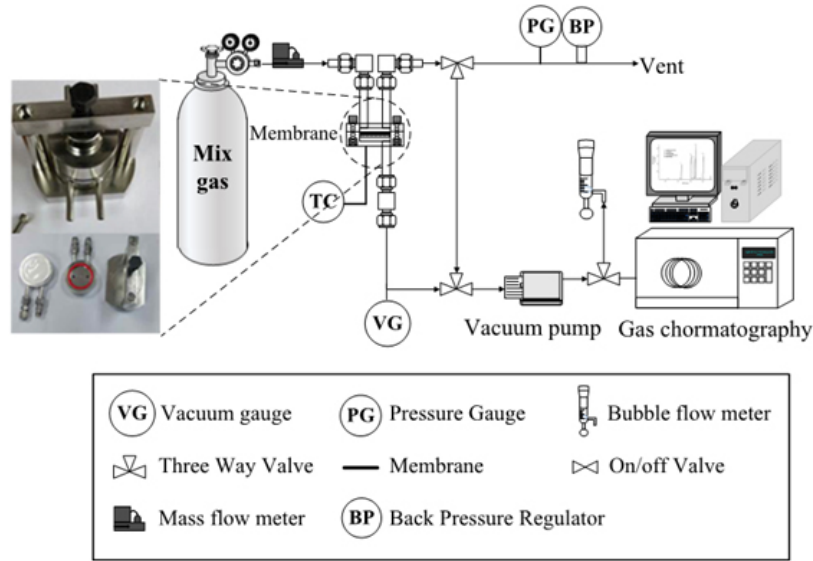 PG
BP
Vent
Mix
gas
Membrane
TC
VG
Vacuum pump
Gas chormatography
VG Vacuum gauge
PG Pressure Gauge
Bubble flow meter
Three Way Valve
Membrane
On/off Valve
Mass flow meter
BP Back Pressure Regulator